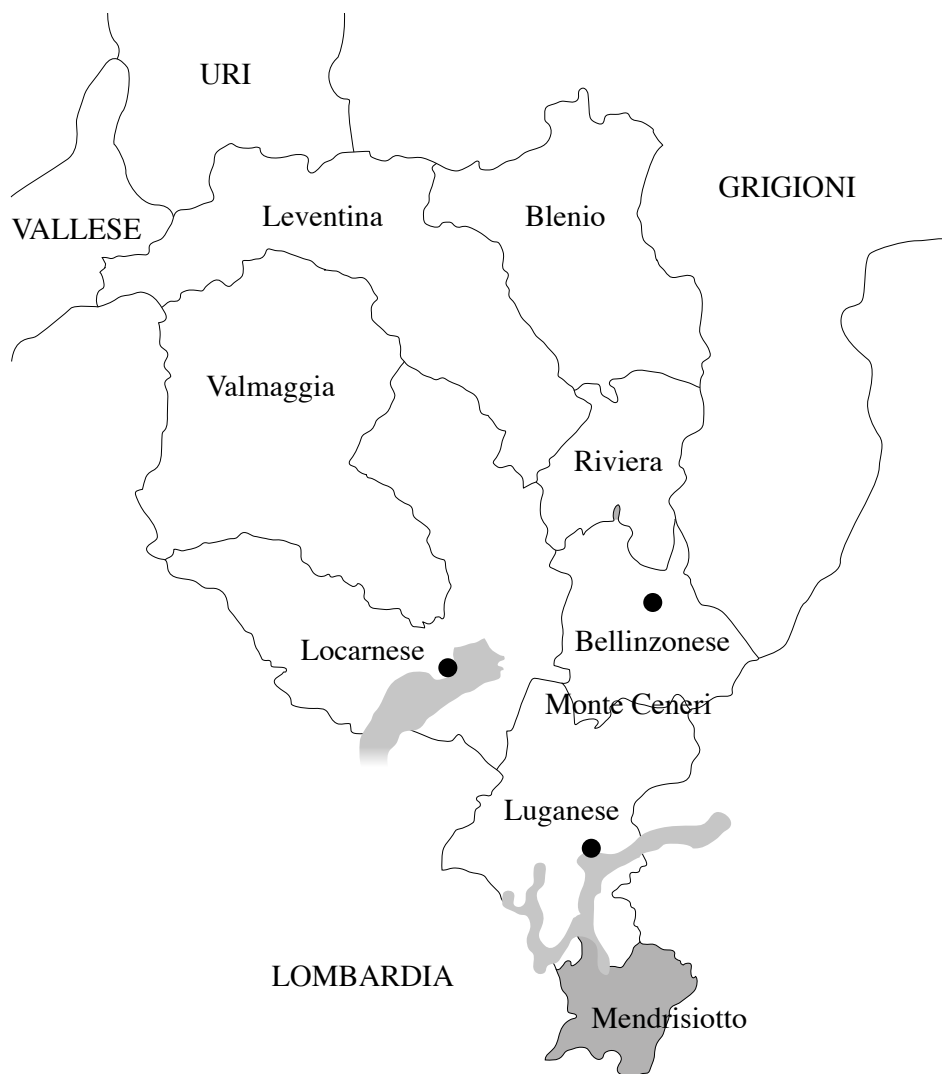 URI
GRIGIONI
VALLESE
Leventina
Blenio
Valmaggia
Riviera
Locarnese
Bellinzonese
Monte Ceneri
Luganese
LOMBARDIA
Mendrisiotto